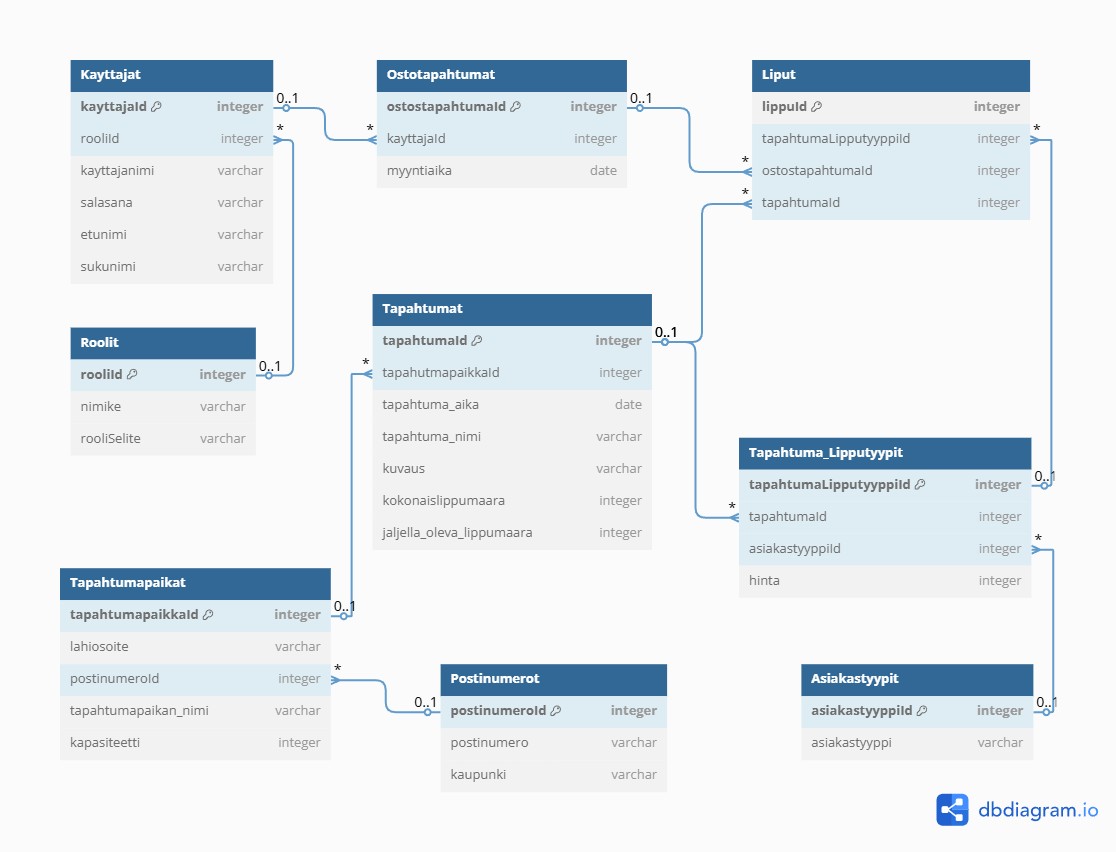 Kayttajat
kayttajaId integer
rooliId integer
kayttajanimi varchar
salasana varchar
etunimi varchar
sukunimi varchar
0..1
*
*
Ostotapahtumat
ostostapahtumaId integer
kayttajaId integer
myyntiaika date
0..1
*
*
Liput
lippuId integer
tapahtumaLipputyyppiId integer
ostostapahtumaId integer
tapahtumaId integer
*
Roolit
rooliId integer
nimike varchar
rooliSelite varchar
0..1
*
Tapahtumat
tapahtumaId integer
tapahutmapaikkaId integer
tapahtuma_aika date
tapahtuma_nimi varchar
kuvaus varchar
kokonaislippumaara integer
jaljella_oleva_lippumaara integer
0..1
*
Tapahtuma_Lipputyypit
tapahtumaLipputyyppiId integer
tapahtumaId integer
asiakastyyppiId integer
hinta integer
0..1
*
Tapahtumapaikat
tapahtumapaikkaId integer
lahiosoite varchar
postinumeroId integer
tapahtumapaikan_nimi varchar
kapasiteetti integer
0..1
*
0..1
Postinumerot
postinumeroId integer
postinumero varchar
kaupunki varchar
Asiakastyypit
asiakastyyppiId integer
asiakastyyppi varchar
0..1
dbdiagram.io